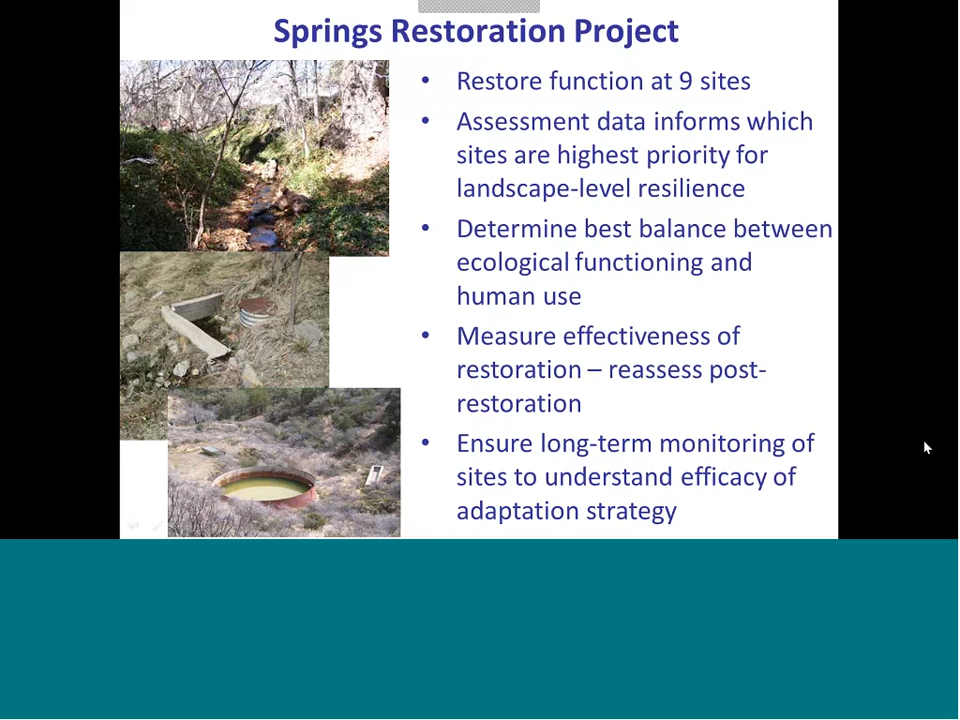 Springs Restoration Project
• Restore function at 9 sites
• Assessment data informs which
sites are highest priority for
landscape-level resilience
• Determine best balance between
ecological functioning and
human use
• Measure effectiveness of
restoration – reassess post-
restoration
• Ensure long-term monitoring of
sites to understand efficacy of
adaptation strategy